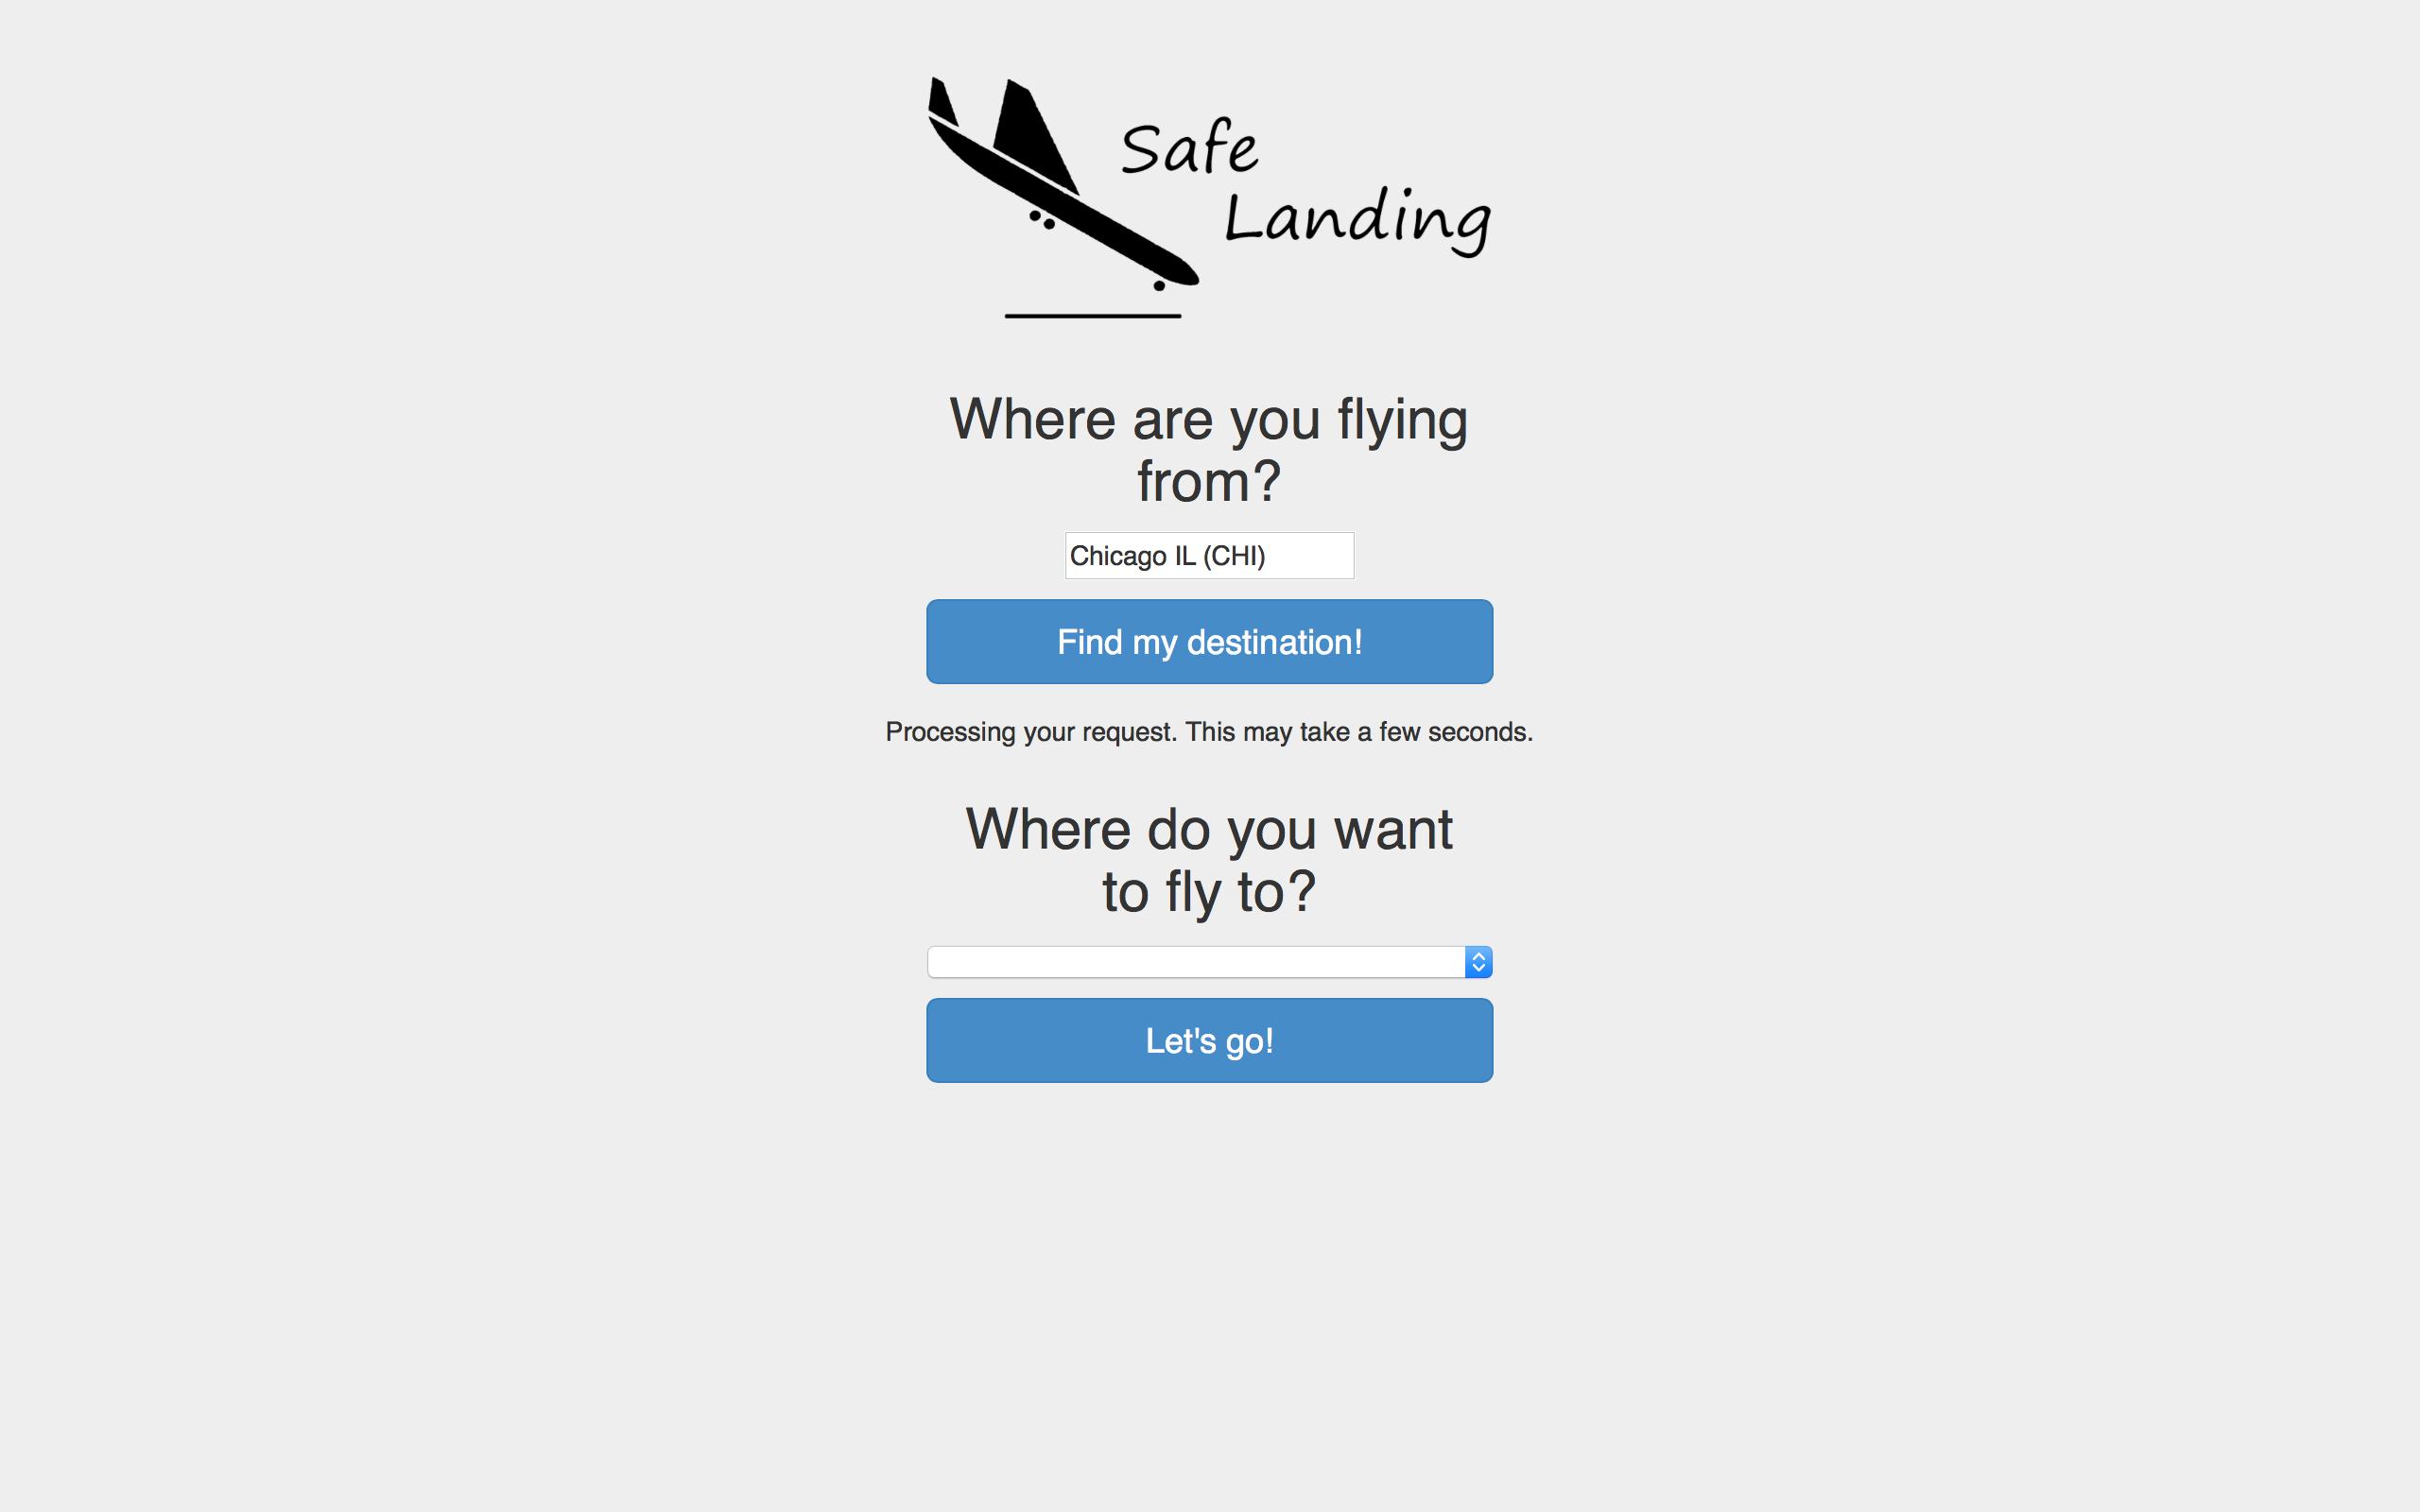 Safe
Landing
Where are you flying
from?
Chicago IL (CHI)
Find my destination!
Processing your request. This may take a few seconds.
Where do you want
to fly to?
Let's go!